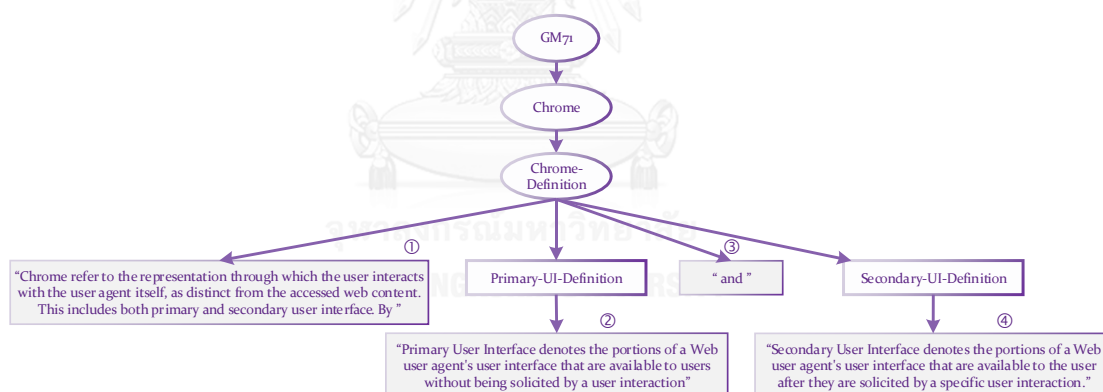 GM71
Chrome
Chrome-
Definition
①
③
"Chrome refer to the representation through which the user interacts
with the user agent itself, as distinct from the accessed web content.
This includes both primary and secondary user interface. By "
Primary-UI-Definition
" and "
Secondary-UI-Definition
②
④
"Primary User Interface denotes the portions of a Web
user agent's user interface that are available to users
without being solicited by a user interaction"
"Secondary User Interface denotes the portions of a Web
user agent's user interface that are available to the user
after they are solicited by a specific user interaction."